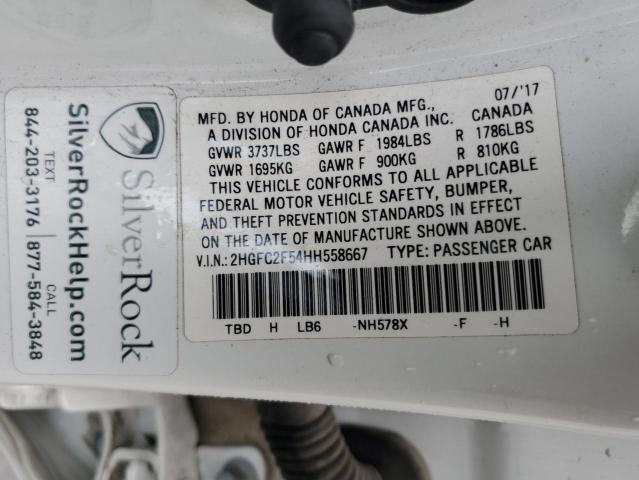 MFD. BY HONDA OF CANADA MFG., 07/'17
A DIVISION OF HONDA CANADA INC. CANADA
GVWR 3737LBS GAWR F 1984LBS R 1786LBS
GVWR 1695KG GAWR F 900KG R 810KG
THIS VEHICLE CONFORMS TO ALL APPLICABLE
FEDERAL MOTOR VEHICLE SAFETY, BUMPER,
AND THEFT PREVENTION STANDARDS IN EFFECT
ON THE DATE OF MANUFACTURE SHOWN ABOVE.
V.I.N.: 2HGFC2F54HH558667 TYPE: PASSENGER CAR
TBD H LB6 -NH578X -F -H
SilverRock
SilverRockHelp.com
TEXT CALL
844-203-3176 877-584-3848